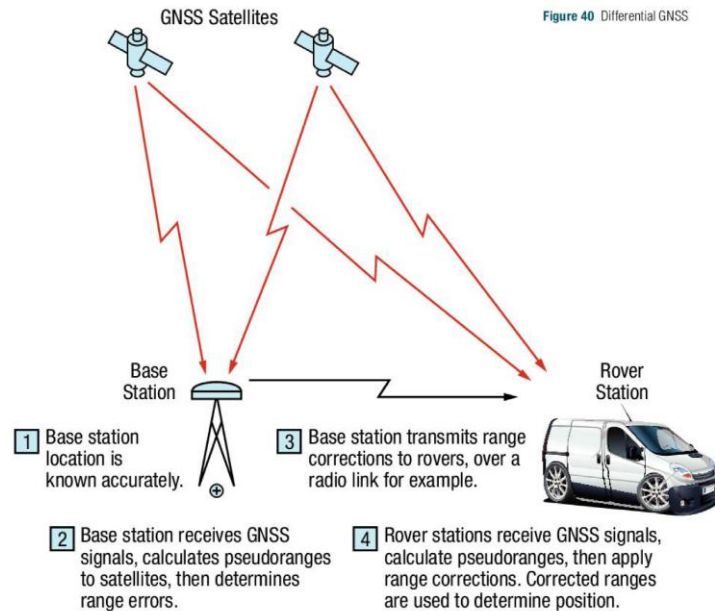 GNSS Satellites
Figure 40 Differential GNSS
Base
Station
Rover
Station
1 Base station
location is
known accurately.
3 Base station transmits range
corrections to rovers, over a
radio link for example.
2 Base station receives GNSS
signals, calculates pseudoranges
to satellites, then determines
range errors.
4 Rover stations receive GNSS signals,
calculate pseudoranges, then apply
range corrections. Corrected ranges
are used to determine position.